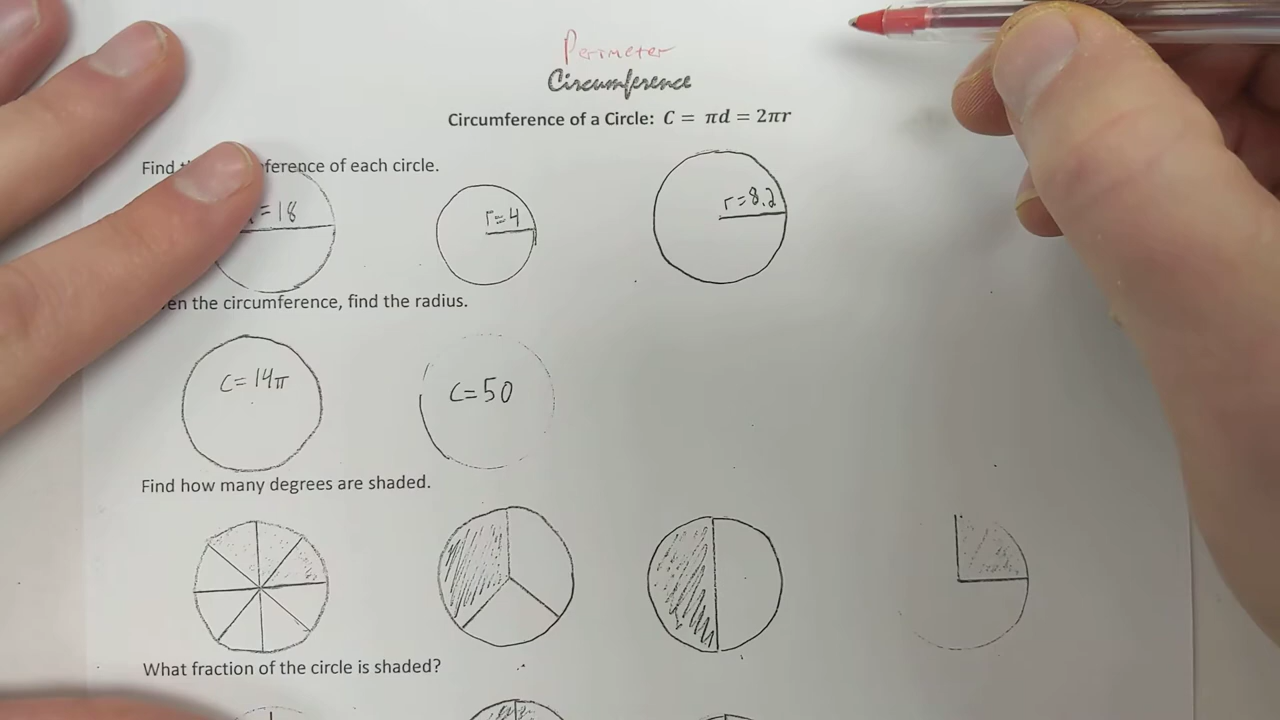 Perimeter
Circumference
Circumference of a Circle: C = πd = 2πr
Find ference of each circle.
=18
r=4
r=8.2
en the circumference, find the radius.
C=14π
C=50
Find how many degrees are shaded.
What fraction of the circle is shaded?